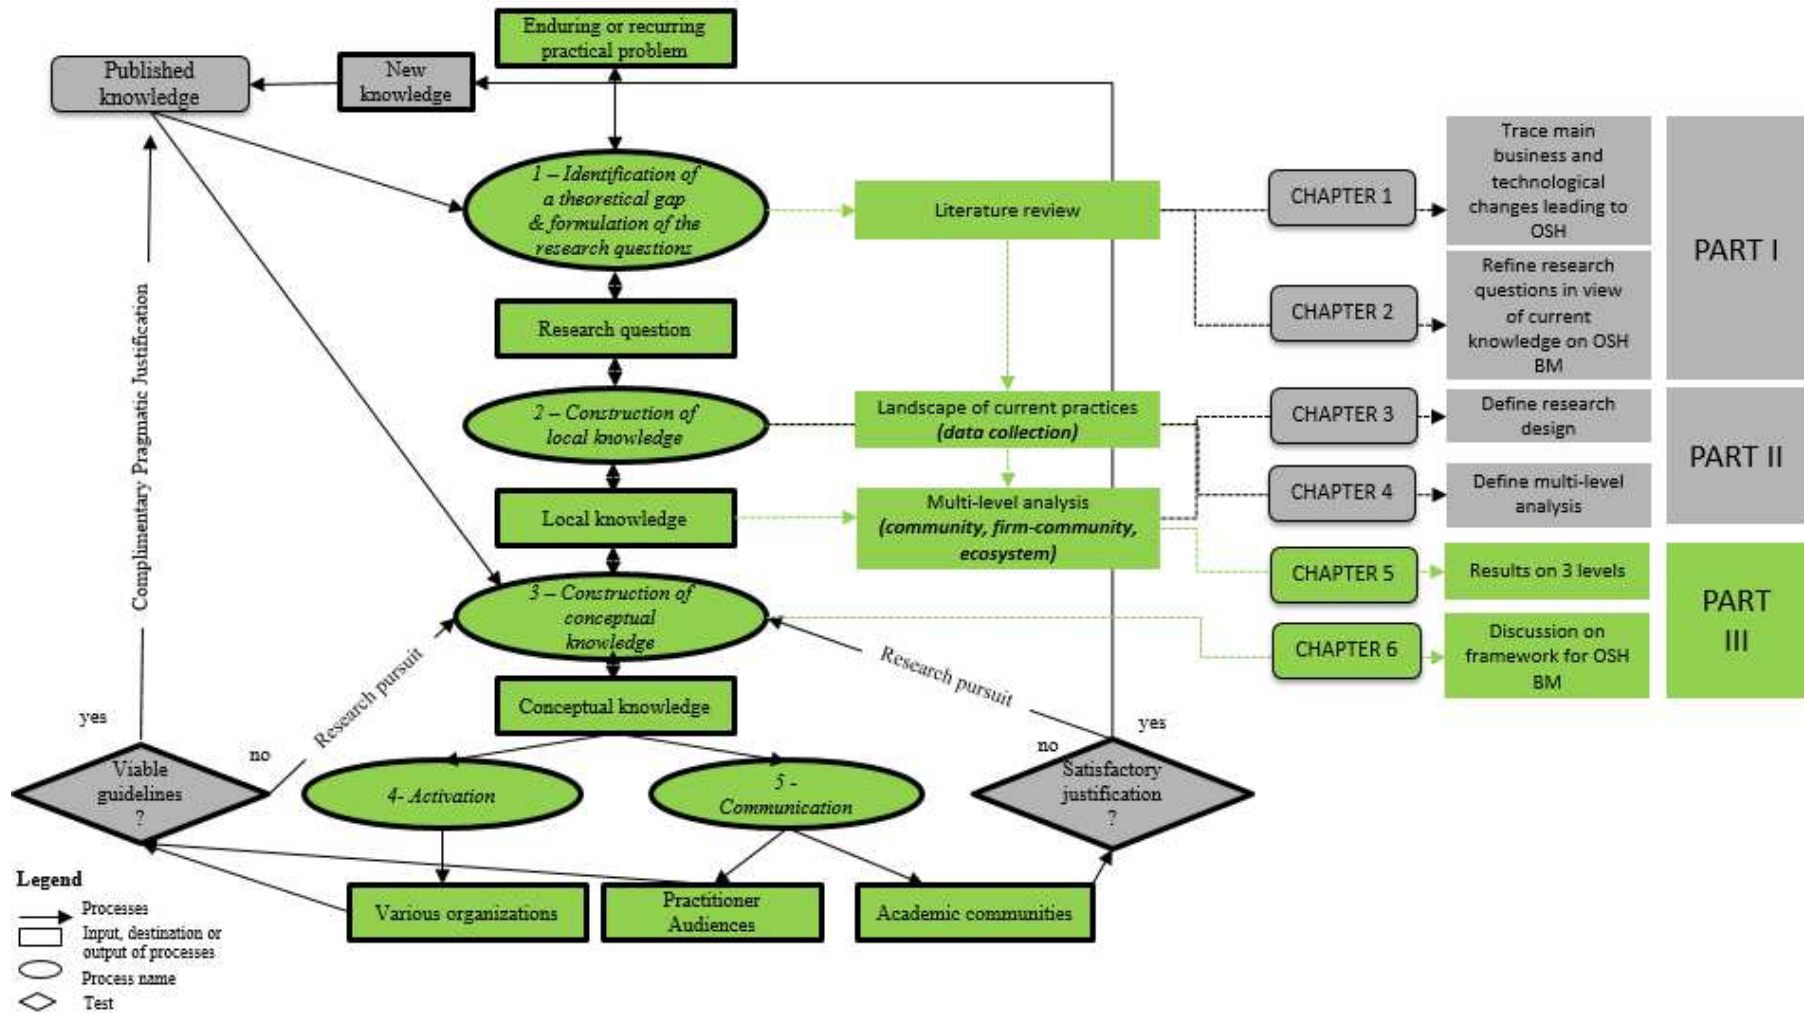 Enduring or recurring
practical problem
Published
knowledge
New
knowledge
1 – Identification of
a theoretical gap
& formulation of the
research questions
Literature review
CHAPTER 1
Trace main
business and
technological
changes leading to
OSH
PART I
CHAPTER 2
Refine research
questions in view
of current
knowledge on OSH
BM
Complimentary Pragmatic Justification
Research question
2 – Construction of
local knowledge
Landscape of current practices
(data collection)
CHAPTER 3
Define research
design
PART II
CHAPTER 4
Define multi-level
analysis
Local knowledge
Multi-level analysis
(community, firm-community,
ecosystem)
CHAPTER 5
Results on 3 levels
PART
III
3 – Construction of
conceptual
knowledge
CHAPTER 6
Discussion on
framework for OSH
BM
Research pursuit
Research pursuit
Conceptual knowledge
yes
no
no
yes
Viable
guidelines
?
4- Activation
5 -
Communication
Satisfactory
justification
?
Various organizations
Practitioner
Audiences
Academic communities
Legend
Processes
Input, destination or
output of processes
Process name
Test